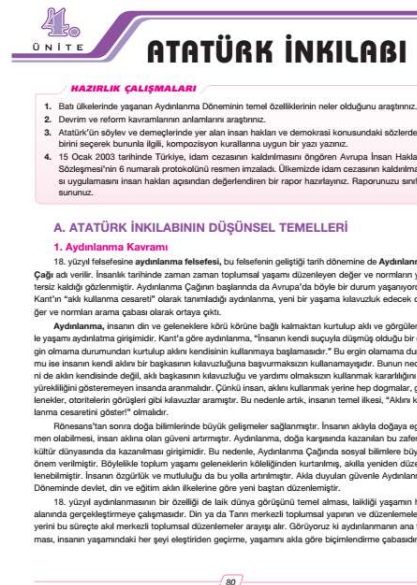 4.
ÜNİTE
ATATÜRK İNKILABI
HAZIRLIK ÇALIŞMALARI
1. Batı ülkelerinde yaşanan Aydınlanma Döneminin temel özelliklerinin neler olduğunu araştırınız.
2. Devrim ve reform kavramlarının anlamlarını araştırınız.
3. Atatürk'ün söylev ve demeçlerinde yer alan insan hakları ve demokrasi konusundaki sözlerde
birini seçerek bununla ilgili, kompozisyon kurallarına uygun bir yazı yazınız.
4. 15 Ocak 2003 tarihinde Türkiye, idam cezasının kaldırılmasını öngören Avrupa İnsan Hakla
Sözleşmesi'nin 6 numaralı protokolünü resmen imzaladı. Ülkemizde idam cezasının kaldırılma
sı uygulamasını insan hakları açısından değerlendiren bir rapor hazırlayınız. Raporunuzu sınıf
sununuz.
A. ATATÜRK İNKILABININ DÜŞÜNSEL TEMELLERİ
1. Aydınlanma Kavramı
18. yüzyıl felsefesine aydınlanma felsefesi, bu felsefenin geliştiği tarih dönemine de Aydınlanm
Çağı adı verilir. İnsanlık tarihinde zaman zaman toplumsal yaşamı düzenleyen değer ve normların y
tersiz kaldığı gözlenmiştir. Aydınlanma Çağının başlarında da Avrupa'da böyle bir durum yaşanıyord
Kant'ın "aklı kullanma cesareti" olarak tanımladığı aydınlanma, yeni bir yaşama kılavuzluk edecek d
ğer ve normları arama çabası olarak ortaya çıktı.
Aydınlanma, insanın din ve geleneklere körü körüne bağlı kalmaktan kurtulup aklı ve görgüler
le yaşamı aydınlatma girişimidir. Kant'a göre aydınlanma, "İnsanın kendi suçuyla düşmüş olduğu bir e
gin olmama durumundan kurtulup aklını kendisinin kullanmaya başlamasıdır." Bu ergin olamama duru
mu ise insanın kendi aklını bir başkasının kılavuzluğuna başvurmaksızın kullanamayışıdır. Bunun nede
ni de aklın kendisinde değil, aklı başkasının kılavuzluğu ve yardımı olmaksızın kullanmak kararlılığını
yürekliliğini gösteremeyen insanda aranmalıdır. Çünkü insan, aklını kullanmak yerine hep dogmalar, g
lenekler, otoritelerin görüşleri gibi kılavuzlar aramıştır. Bu nedenle artık, insanın temel ilkesi, "Aklını k
lanma cesaretini göster!" olmalıdır.
Rönesans'tan sonra doğa bilimlerinde büyük gelişmeler sağlanmıştır. İnsanın aklıyla doğaya eg
men olabilmesi, insan aklına olan güveni artırmıştır. Aydınlanma, doğa karşısında kazanılan bu zafer
kültür dünyasında da kazanılması girişimidir. Bu nedenle, Aydınlanma Çağında sosyal bilimlere büy
önem verilmiştir. Böylelikle toplum yaşamı geleneklerin köleliğinden kurtarılmış, akılla yeniden düze
lenebilmiştir. İnsanın özgürlük ve mutluluğu da bu yolla artırılmıştır. Akla duyulan güvenle Aydınlanm
Döneminde devlet, din ve eğitim aklın ilkelerine göre yeni baştan düzenlemiştir.
18. yüzyıl aydınlanmasının bir özelliği de laik dünya görüşünü temel alması, laikliği yaşamın h
alanında gerçekleştirmeye çalışmasıdır. Din ya da Tanrı merkezli toplumsal yapının ve düzenlemele
yerini bu süreçte akıl merkezli toplumsal düzenlemeler arayışı alır. Görüyoruz ki aydınlanmanın ana t
ması, insanın yaşamındaki her şeyi eleştiriden geçirme, yaşamını akla göre biçimlendirme çabasıdır
80